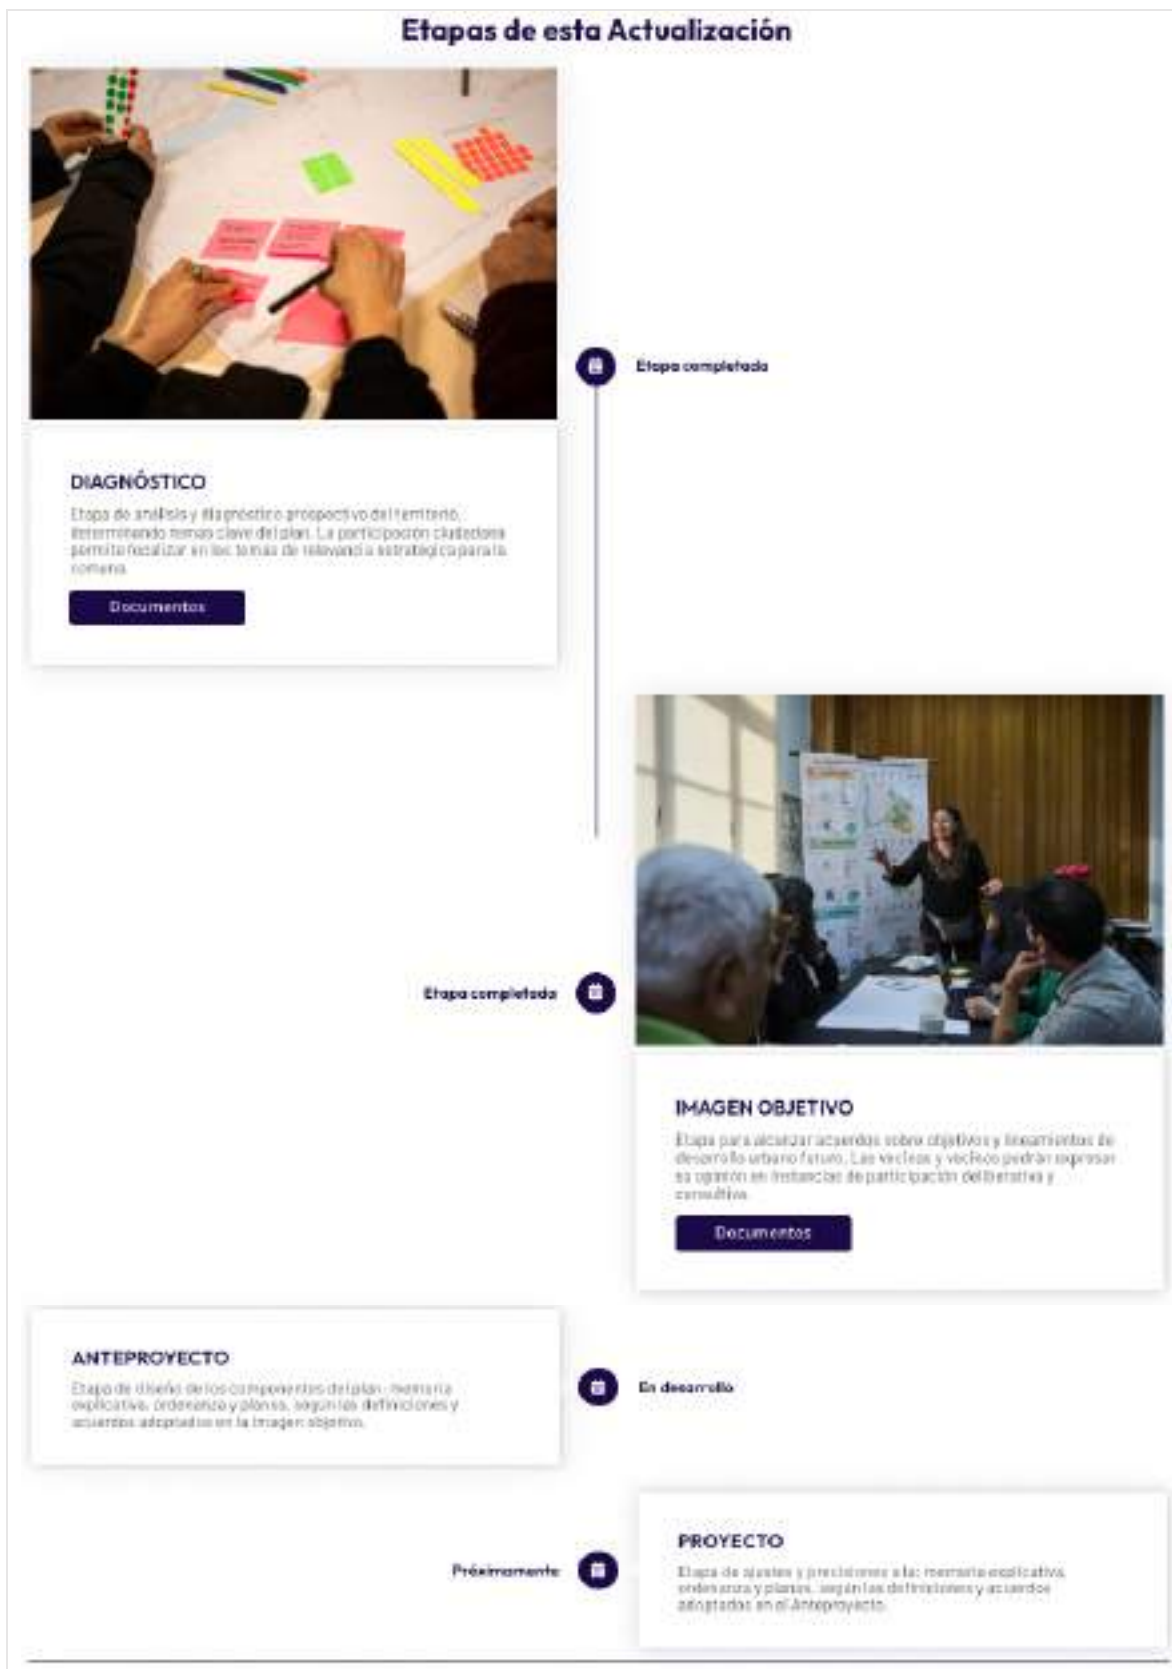 Etapas de esta Actualización
Etapa completada
DIAGNÓSTICO
Etapa de análisis y diagnóstico prospectivo del territorio,
determinando temas clave del plan. La participación ciudadana
permite focalizar en los temas de relevancia estratégica para la
comuna.
Documentos
Etapa completada
IMAGEN OBJETIVO
Etapa para alcanzar acuerdos sobre objetivos y lineamientos de
desarrollo urbano futuro. Las vecinas y vecinos podrán expresar
su opinión en instancias de participación deliberativa y
consultiva.
Documentos
ANTEPROYECTO
Etapa de diseño de los componentes del plan: memoria
explicativa, ordenanza y planos, según las definiciones y
acuerdos adoptados en la Imagen objetivo.
En desarrollo
Próximamente
PROYECTO
Etapa de ajustes y precisiones a la: memoria explicativa,
ordenanza y planos, según las definiciones y acuerdos
adoptados en el Anteproyecto.